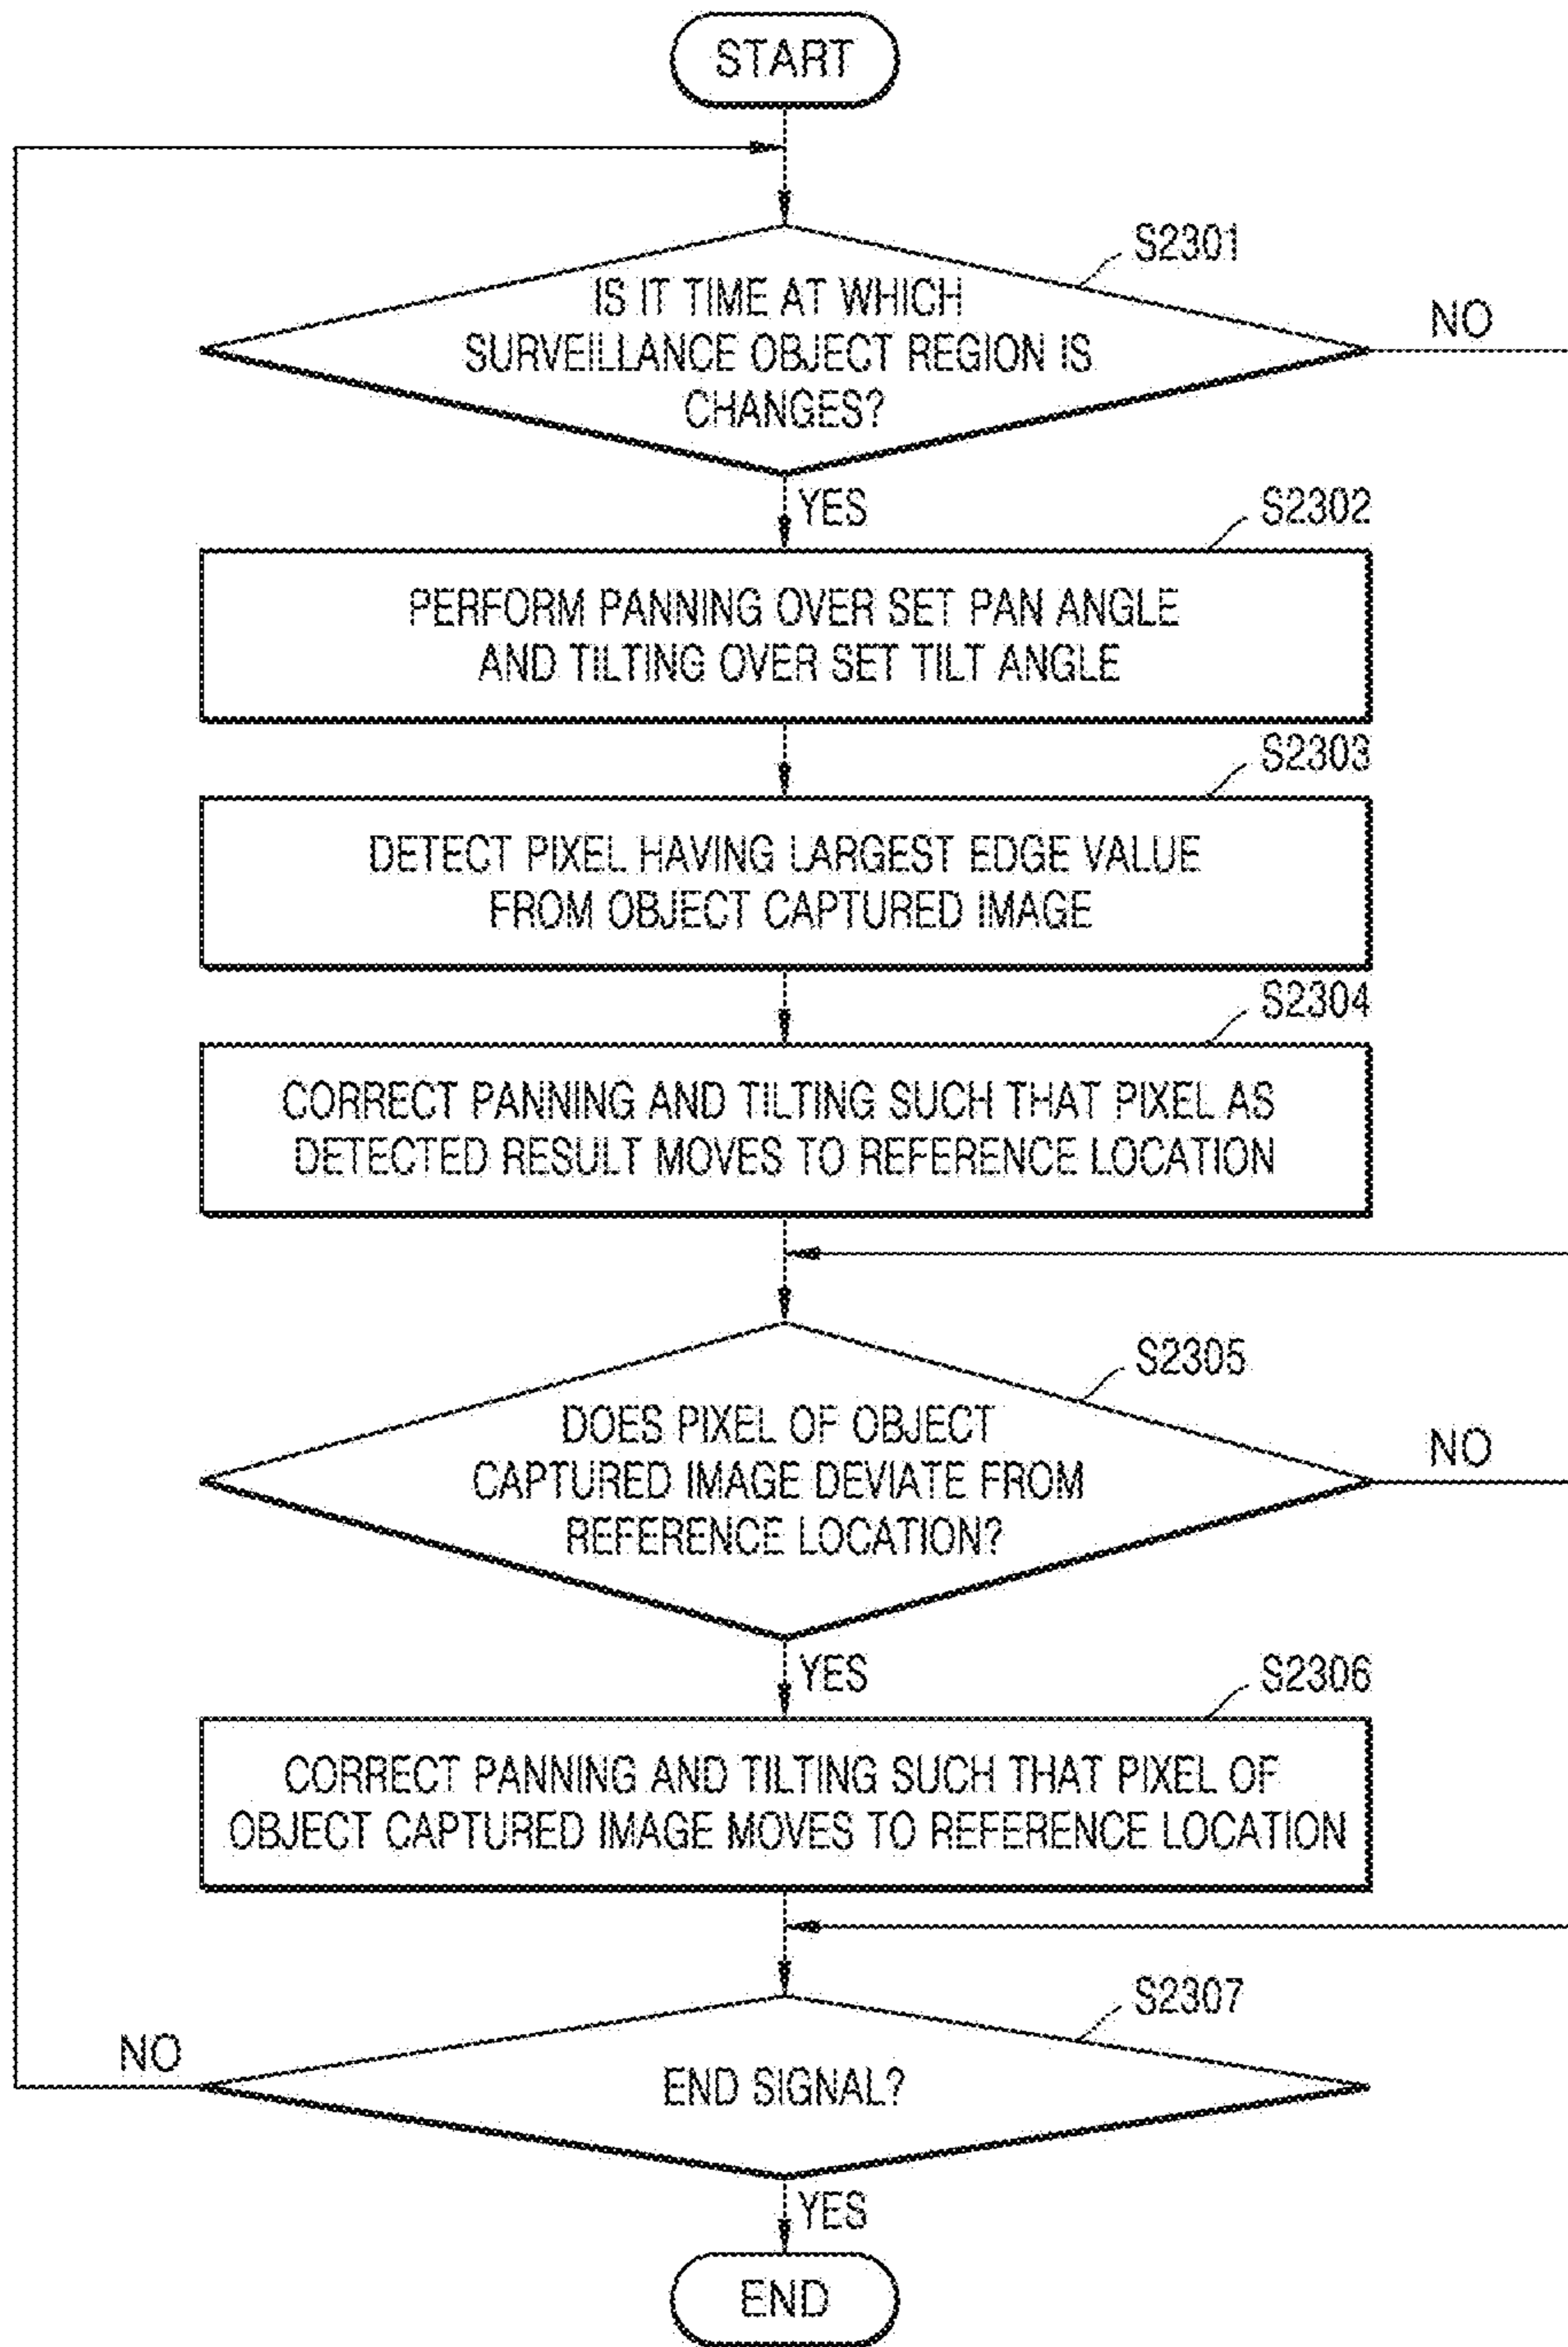 START
S2301
IS IT TIME AT WHICH
SURVEILLANCE OBJECT REGION IS
CHANGES?
NO
YES
S2302
PERFORM PANNING OVER SET PAN ANGLE
AND TILTING OVER SET TILT ANGLE
S2303
DETECT PIXEL HAVING LARGEST EDGE VALUE
FROM OBJECT CAPTURED IMAGE
S2304
CORRECT PANNING AND TILTING SUCH THAT PIXEL AS
DETECTED RESULT MOVES TO REFERENCE LOCATION
S2305
DOES PIXEL OF OBJECT
CAPTURED IMAGE DEVIATE FROM
REFERENCE LOCATION?
NO
YES
S2306
CORRECT PANNING AND TILTING SUCH THAT PIXEL OF
OBJECT CAPTURED IMAGE MOVES TO REFERENCE LOCATION
S2307
NO
END SIGNAL?
YES
END